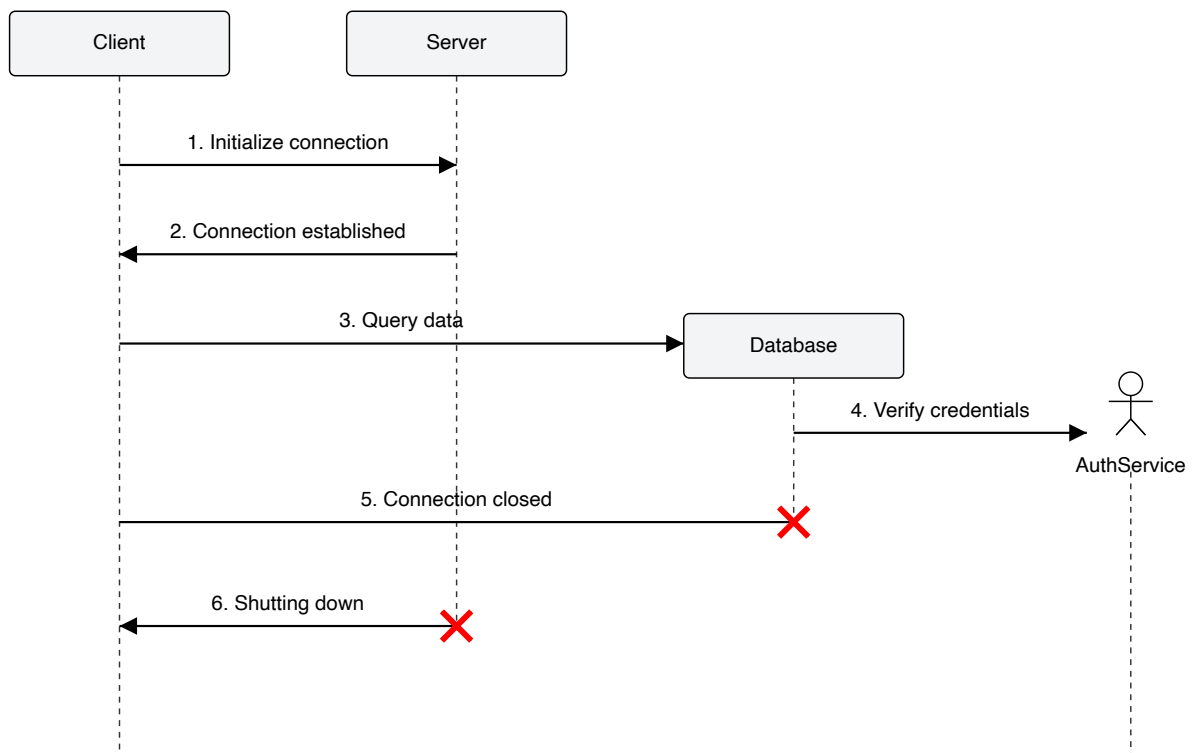 Client
Server
1. Initialize connection
2. Connection established
3. Query data
Database
4. Verify credentials
AuthService
5. Connection closed
6. Shutting down